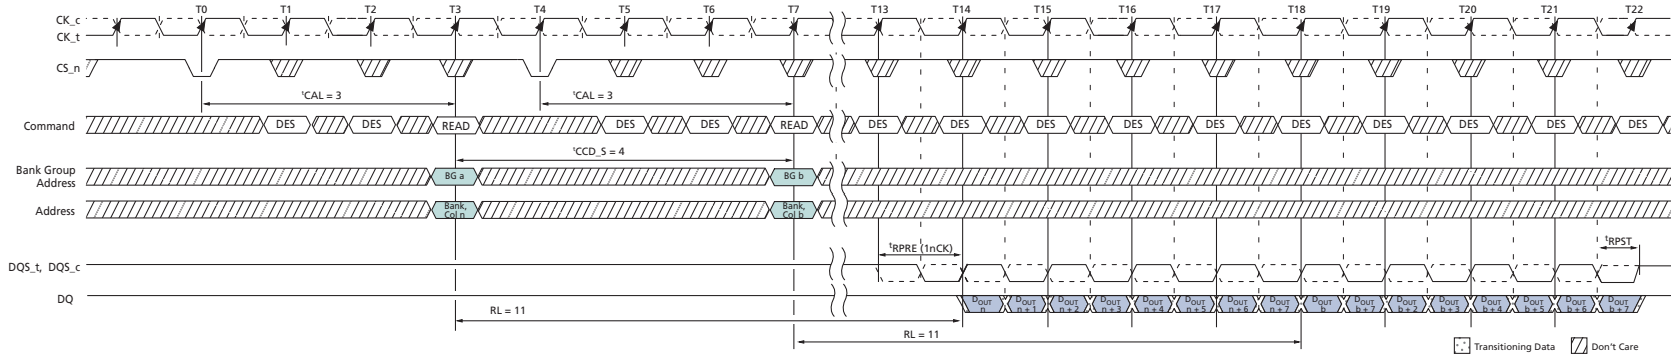 T0 T1 T2 T3 T4 T5 T6 T7 T13 T14 T15 T16 T17 T18 T19 T20 T21 T22
CK_c
CK_t
CS_n
tCAL = 3 tCAL = 3
Command DES DES READ DES DES READ DES DES DES DES DES DES DES DES DES DES
tCCD_S = 4
Bank Group
Address BG a BG b
Address Bank, Col n Bank, Col b
tRPRE (1nCK) tRPST
DQS_t, DQS_c
DQ DOUT n DOUT n + 1 DOUT n + 2 DOUT n + 3 DOUT n + 4 DOUT n + 5 DOUT n + 6 DOUT n + 7 DOUT b DOUT b + 7 DOUT b + 2 DOUT b + 3 DOUT b + 4 DOUT b + 5 DOUT b + 6 DOUT b + 7
RL = 11
RL = 11
Transitioning Data Don't Care